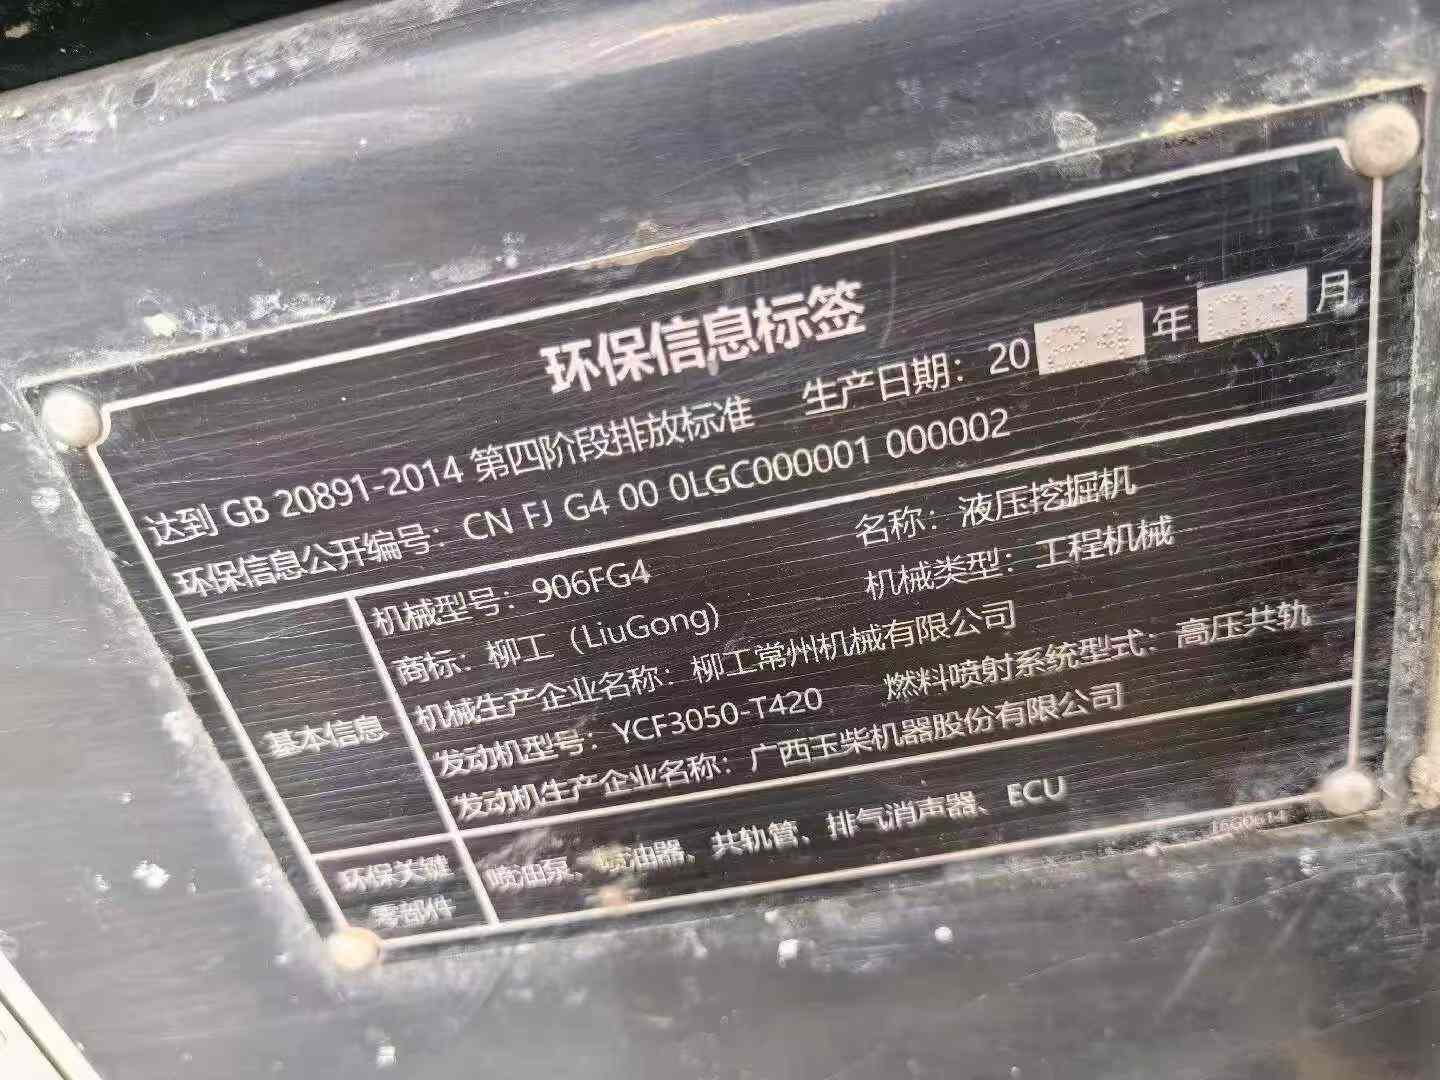 环保信息标签
达到 GB 20891-2014 第四阶段排放标准 生产日期：20 年 月
环保信息公开编号：CN FJ G4 00 0LGC000001 000002
基本信息
机械型号：906FG4 名称：液压挖掘机
商标：柳工（LiuGong) 机械类型：工程机械
机械生产企业名称：柳工常州机械有限公司
发动机型号：YCF3050-T420 燃料喷射系统型式：高压共轨
发动机生产企业名称：广西玉柴机器股份有限公司
环保关键
零部件
喷油泵、喷油器、共轨管、排气消声器、ECU
16G0614